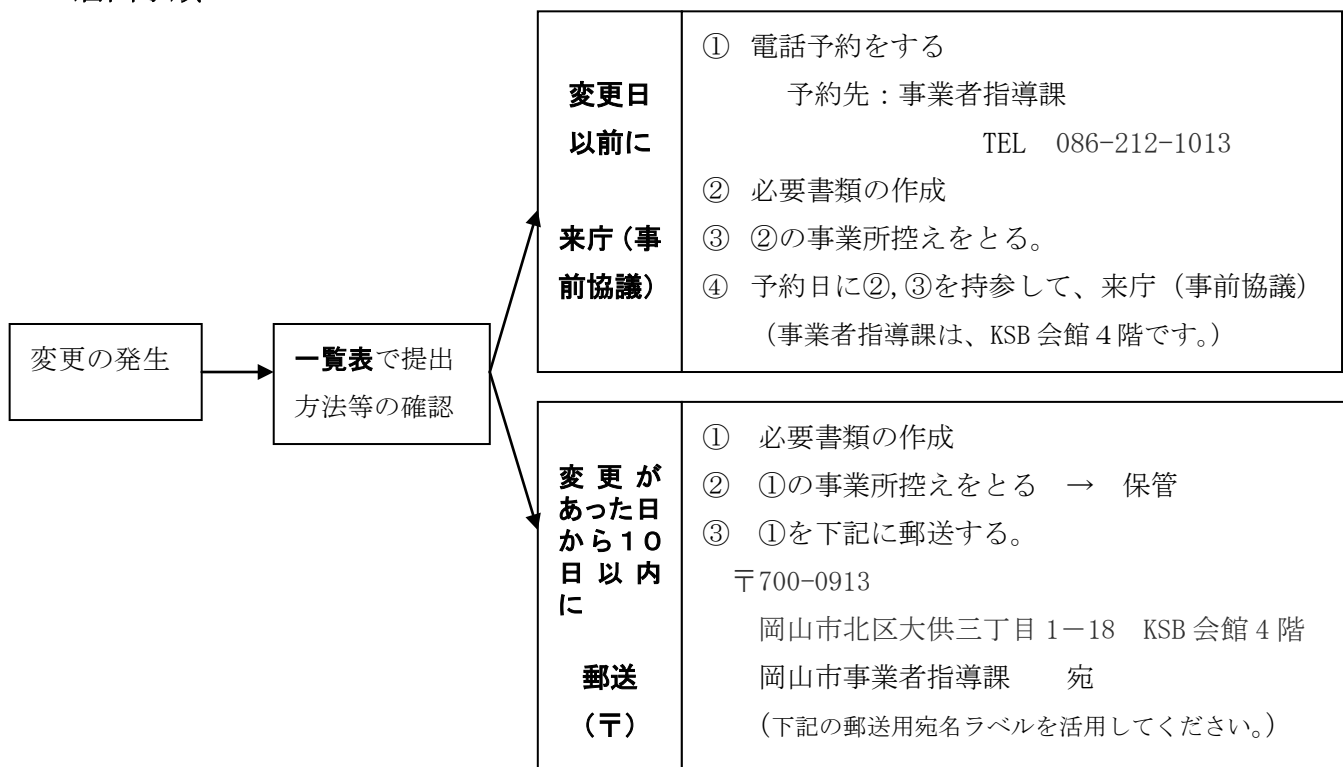 変更の発生
一覧表で提出
方法等の確認
変更日
以前に
来庁（事
前協議）
① 電話予約をする
予約先：事業者指導課
TEL 086-212-1013
② 必要書類の作成
③ ②の事業所控えをとる。
④ 予約日に②,③を持参して、来庁（事前協議）
（事業者指導課は、KSB 会館４階です。）
変更が
あった日
から１０
日以内
に
郵送
（〒）
① 必要書類の作成
② ①の事業所控えをとる → 保管
③ ①を下記に郵送する。
〒700-0913
岡山市北区大供三丁目 1－18 KSB 会館 4 階
岡山市事業者指導課 宛
（下記の郵送用宛名ラベルを活用してください。）